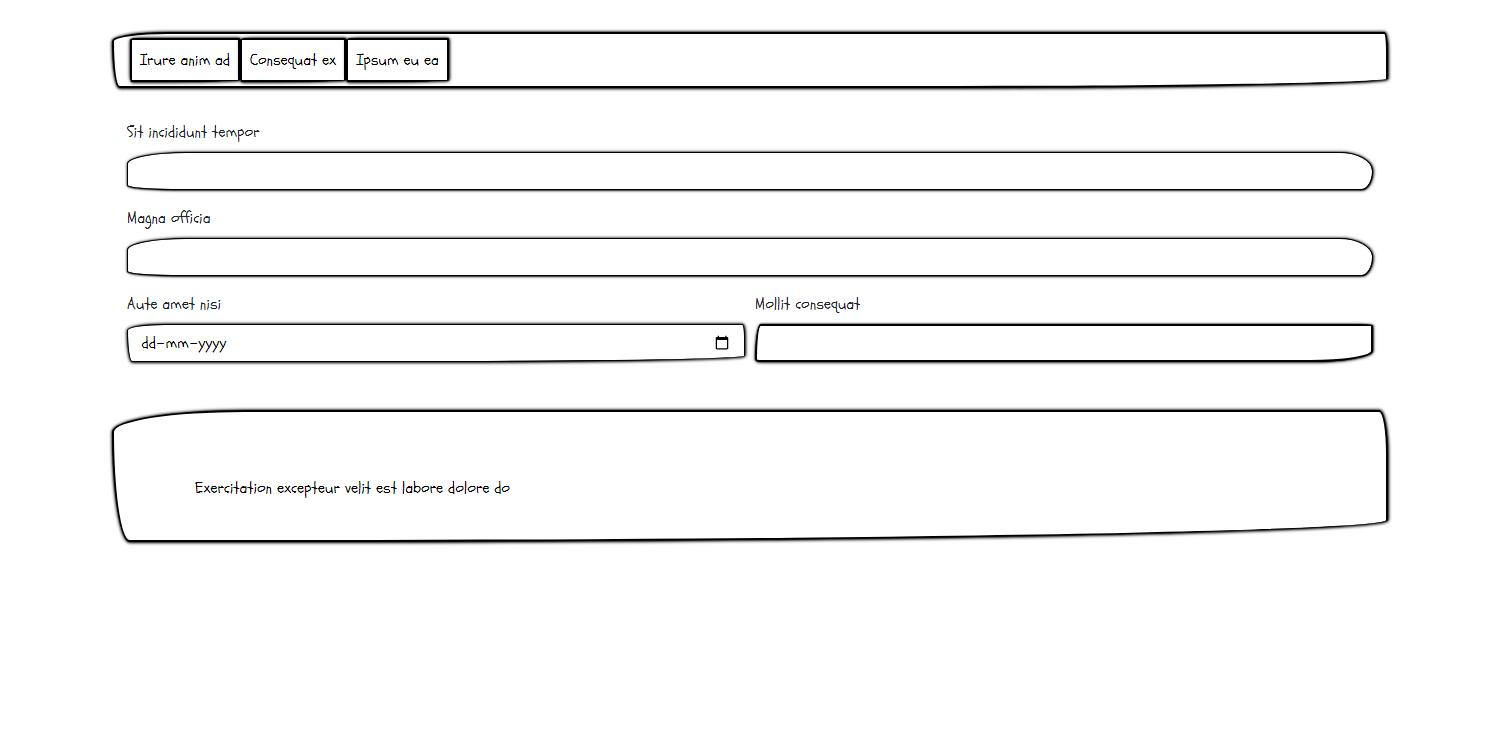 Irure anim ad Consequat ex Ipsum eu ea
Sit incididunt tempor
Magna officia
Aute amet nisi Mollit consequat
dd-mm-yyyy
Exercitation excepteur velit est labore dolore do